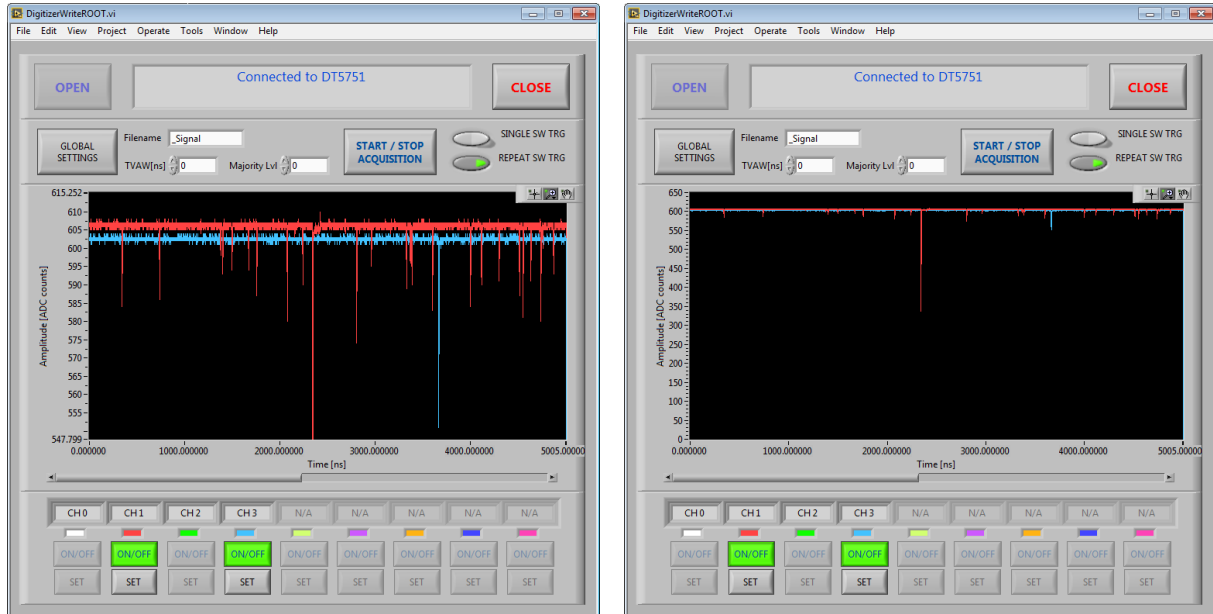 DigitizerWriteROOT.vi
File Edit View Project Operate Tools Window Help
OPEN
Connected to DT5751
CLOSE
GLOBAL SETTINGS
Filename _Signal
TVAW[ns] 0 Majority Lvl 0
START / STOP ACQUISITION
SINGLE SW TRG
REPEAT SW TRG
615.252
610
605
600
595
590
585
580
575
570
565
560
555
547.799
Amplitude [ADC counts]
0.000000 1000.000000 2000.000000 3000.000000 4000.000000 5005.00000
Time [ns]
CH 0 CH 1 CH 2 CH 3 N/A N/A N/A N/A N/A
ON/OFF ON/OFF ON/OFF ON/OFF ON/OFF ON/OFF ON/OFF ON/OFF ON/OFF
SET SET SET SET SET SET SET SET SET
DigitizerWriteROOT.vi
File Edit View Project Operate Tools Window Help
OPEN
Connected to DT5751
CLOSE
GLOBAL SETTINGS
Filename _Signal
TVAW[ns] 0 Majority Lvl 0
START / STOP ACQUISITION
SINGLE SW TRG
REPEAT SW TRG
650
600
550
500
450
400
350
300
250
200
150
100
50
0
Amplitude [ADC counts]
0.000000 1000.000000 2000.000000 3000.000000 4000.000000 5005.00000
Time [ns]
CH 0 CH 1 CH 2 CH 3 N/A N/A N/A N/A N/A
ON/OFF ON/OFF ON/OFF ON/OFF ON/OFF ON/OFF ON/OFF ON/OFF ON/OFF
SET SET SET SET SET SET SET SET SET